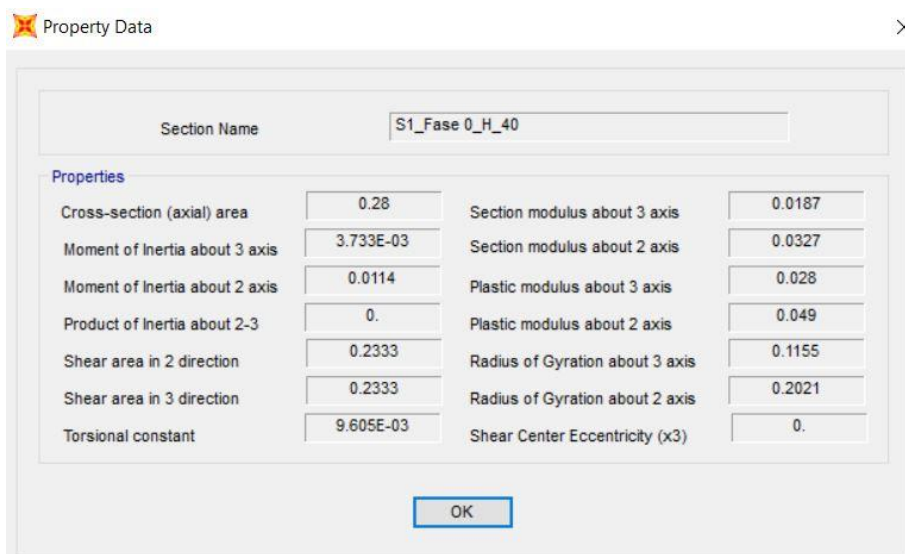 Property Data
Section Name S1_Fase 0_H_40
Properties
Cross-section (axial) area 0.28 Section modulus about 3 axis 0.0187
Moment of Inertia about 3 axis 3.733E-03 Section modulus about 2 axis 0.0327
Moment of Inertia about 2 axis 0.0114 Plastic modulus about 3 axis 0.028
Product of Inertia about 2-3 0. Plastic modulus about 2 axis 0.049
Shear area in 2 direction 0.2333 Radius of Gyration about 3 axis 0.1155
Shear area in 3 direction 0.2333 Radius of Gyration about 2 axis 0.2021
Torsional constant 9.605E-03 Shear Center Eccentricity (x3) 0.
OK